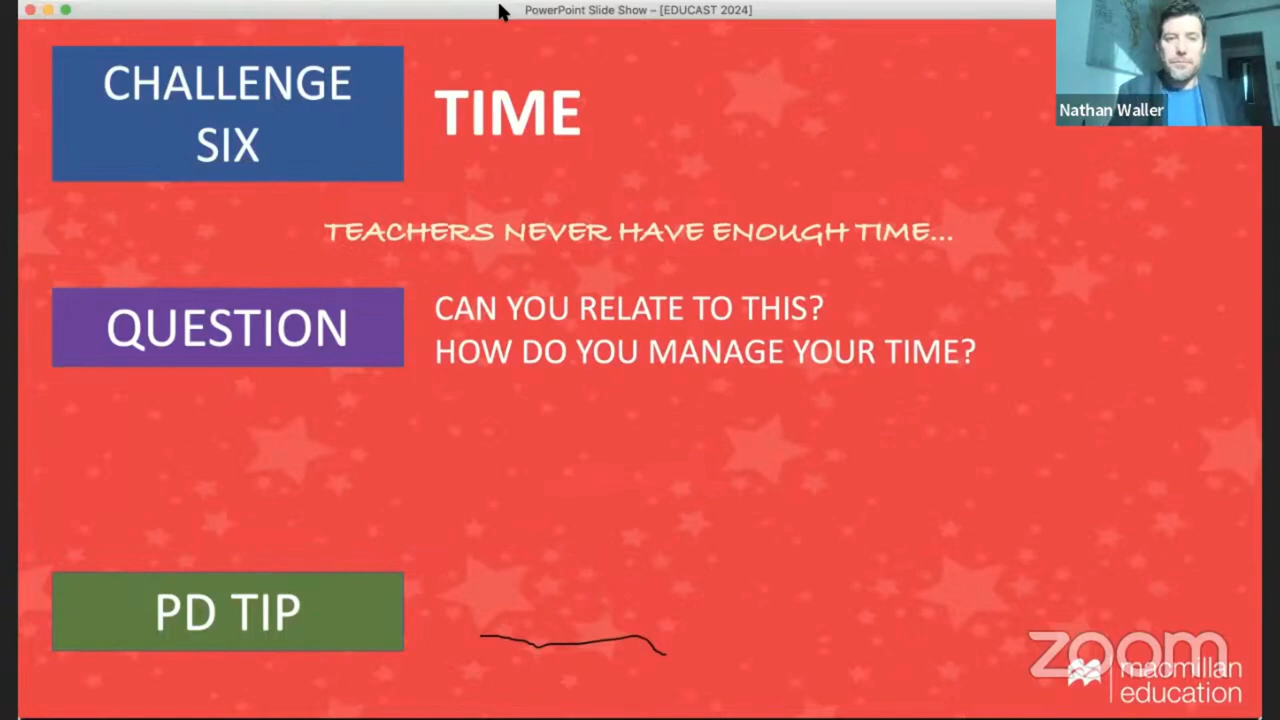 PowerPoint Slide Show – [EDUCAST 2024]
CHALLENGE
SIX
TIME
Nathan Waller
TEACHERS NEVER HAVE ENOUGH TIME...
QUESTION
CAN YOU RELATE TO THIS?
HOW DO YOU MANAGE YOUR TIME?
PD TIP
zoom
macmillan
education